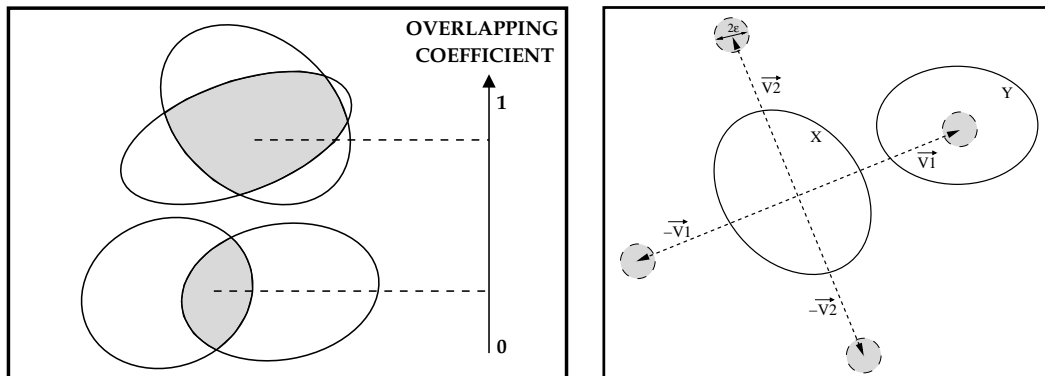 OVERLAPPING
COEFFICIENT
1
0
2ε
V2
X
Y
V1
−V1
−V2